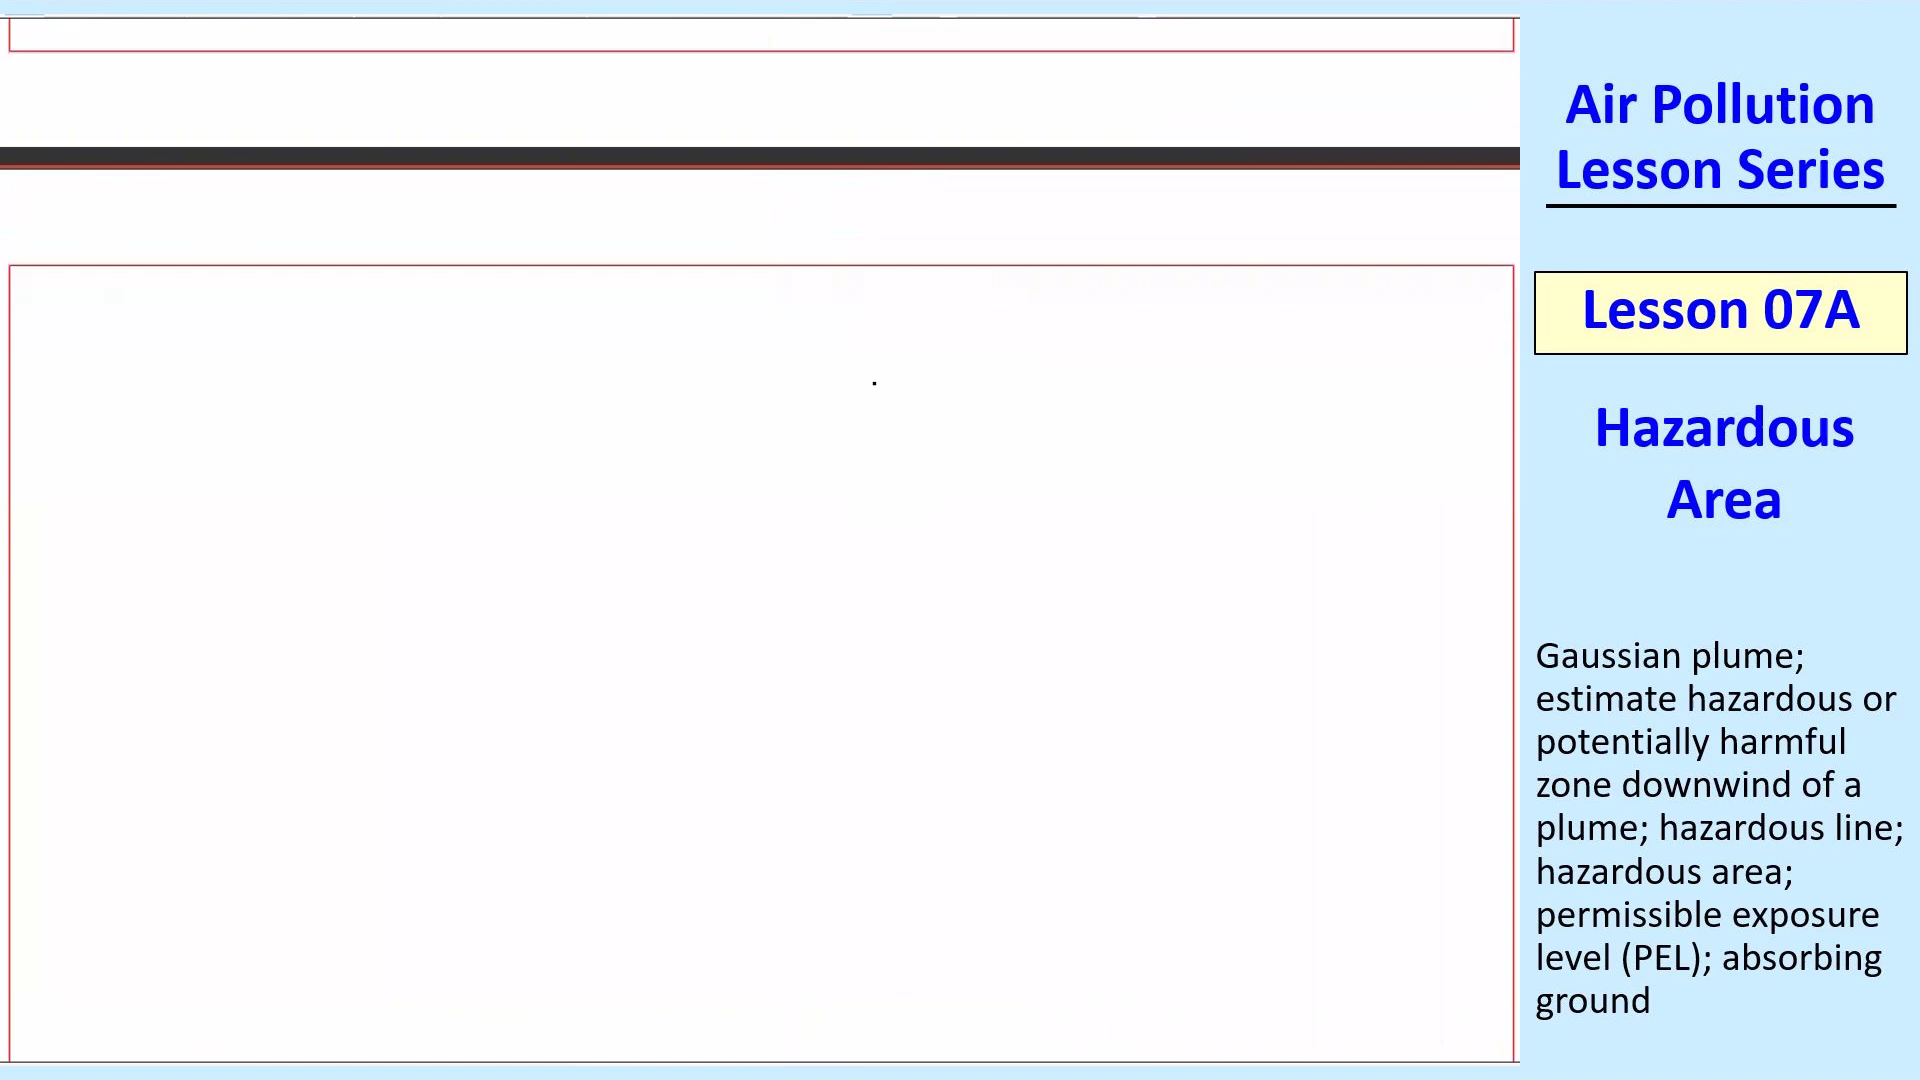 Air Pollution
Lesson Series
Lesson 07A
Hazardous
Area
Gaussian plume;
estimate hazardous or
potentially harmful
zone downwind of a
plume; hazardous line;
hazardous area;
permissible exposure
level (PEL); absorbing
ground